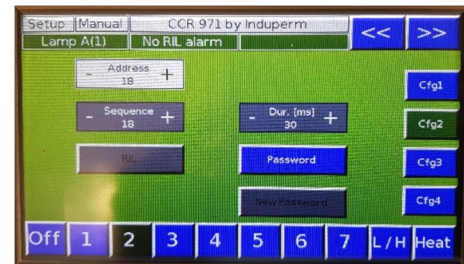 Setup Manual CCR 971 by Induperm << >>
Lamp A(1) No RIL alarm .
- Address +
18
Cfg1
- Sequence +
18
- Dur. [ms] +
30
Cfg2
RIL
Password
Cfg3
New Password
Cfg4
Off 1 2 3 4 5 6 7 L / H Heat